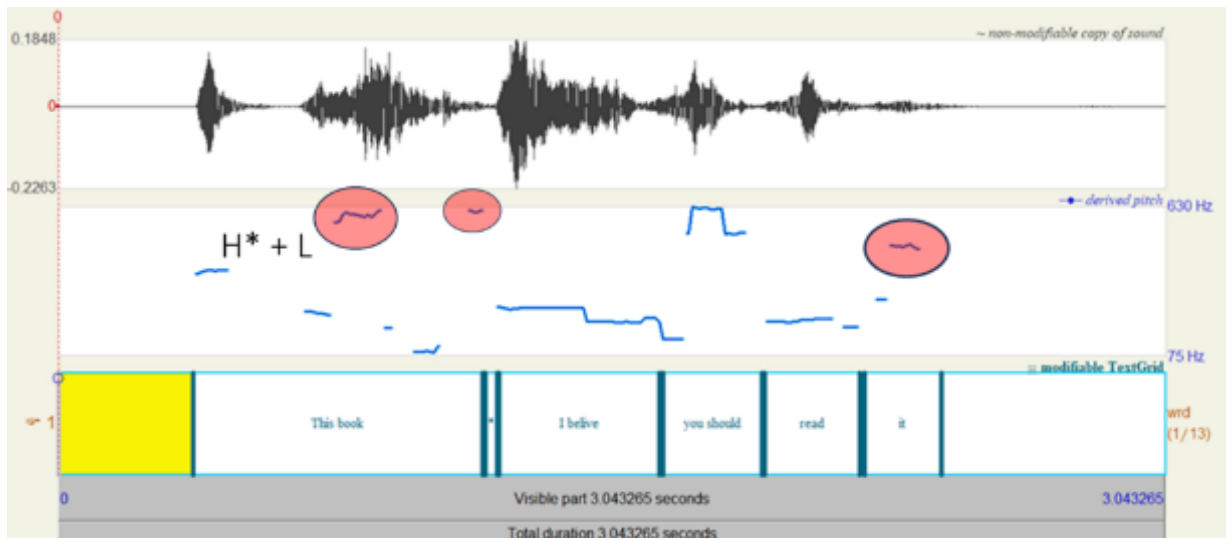 0
0.1848
~ non-modifiable copy of sound
0
-0.2263
derived pitch 630 Hz
H* + L
75 Hz
modifiable TextGrid
1 This book * I belive you should read it wrd
(1/13)
0 Visible part 3.043265 seconds 3.043265
Total duration 3.043265 seconds